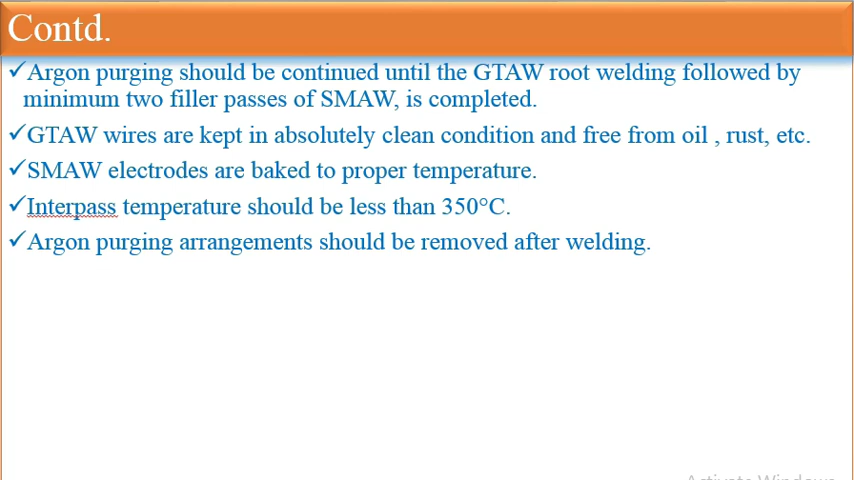 Contd.
✓Argon purging should be continued until the GTAW root welding followed by
minimum two filler passes of SMAW, is completed.
✓GTAW wires are kept in absolutely clean condition and free from oil , rust, etc.
✓SMAW electrodes are baked to proper temperature.
✓Interpass temperature should be less than 350°C.
✓Argon purging arrangements should be removed after welding.
Activate Windows